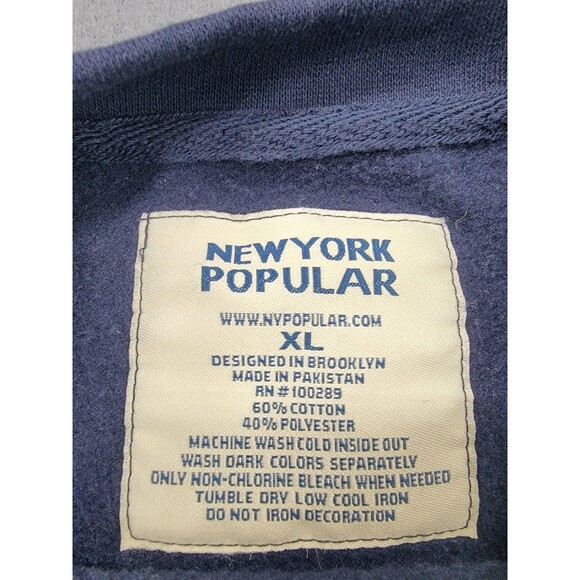 NEW YORK
POPULAR
WWW.NYPOPULAR.COM
XL
DESIGNED IN BROOKLYN
MADE IN PAKISTAN
RN # 100289
60% COTTON
40% POLYESTER
MACHINE WASH COLD INSIDE OUT
WASH DARK COLORS SEPARATELY
ONLY NON-CHLORINE BLEACH WHEN NEEDED
TUMBLE DRY LOW COOL IRON
DO NOT IRON DECORATION